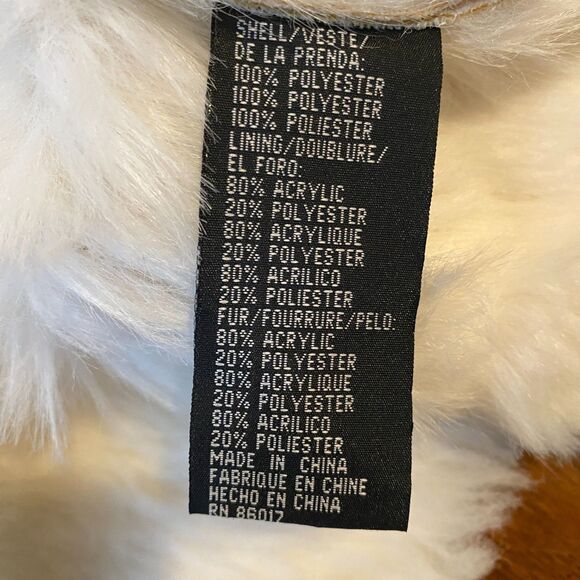 SHELL/VESTE/
DE LA PRENDA:
100% POLYESTER
100% POLYESTER
100% POLIESTER
LINING/DOUBLURE/
EL FORO:
80% ACRYLIC
20% POLYESTER
80% ACRYLIQUE
20% POLYESTER
80% ACRILICO
20% POLIESTER
FUR/FOURRURE/PELO:
80% ACRYLIC
20% POLYESTER
80% ACRYLIQUE
20% POLYESTER
80% ACRILICO
20% POLIESTER
MADE IN CHINA
FABRIQUE EN CHINE
HECHO EN CHINA
RN 86017